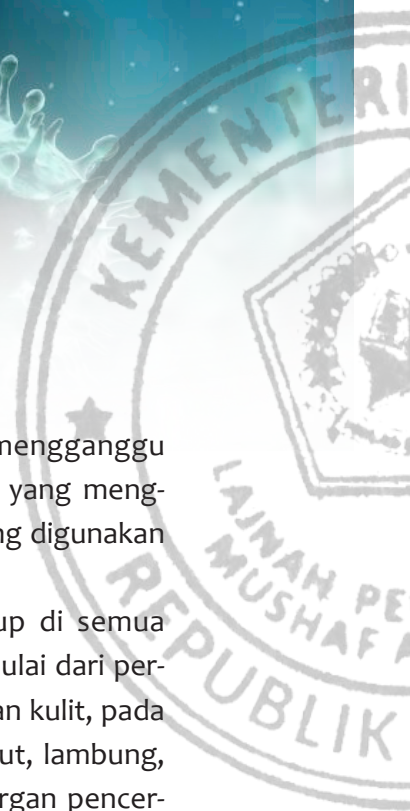 KEMENTERI
mengganggu
yang meng-
ng digunakan
LAJNAH PE
MUSHAF A
REPUBLIK
up di semua
ulai dari per-
an kulit, pada
ut, lambung,
rgan pencer-